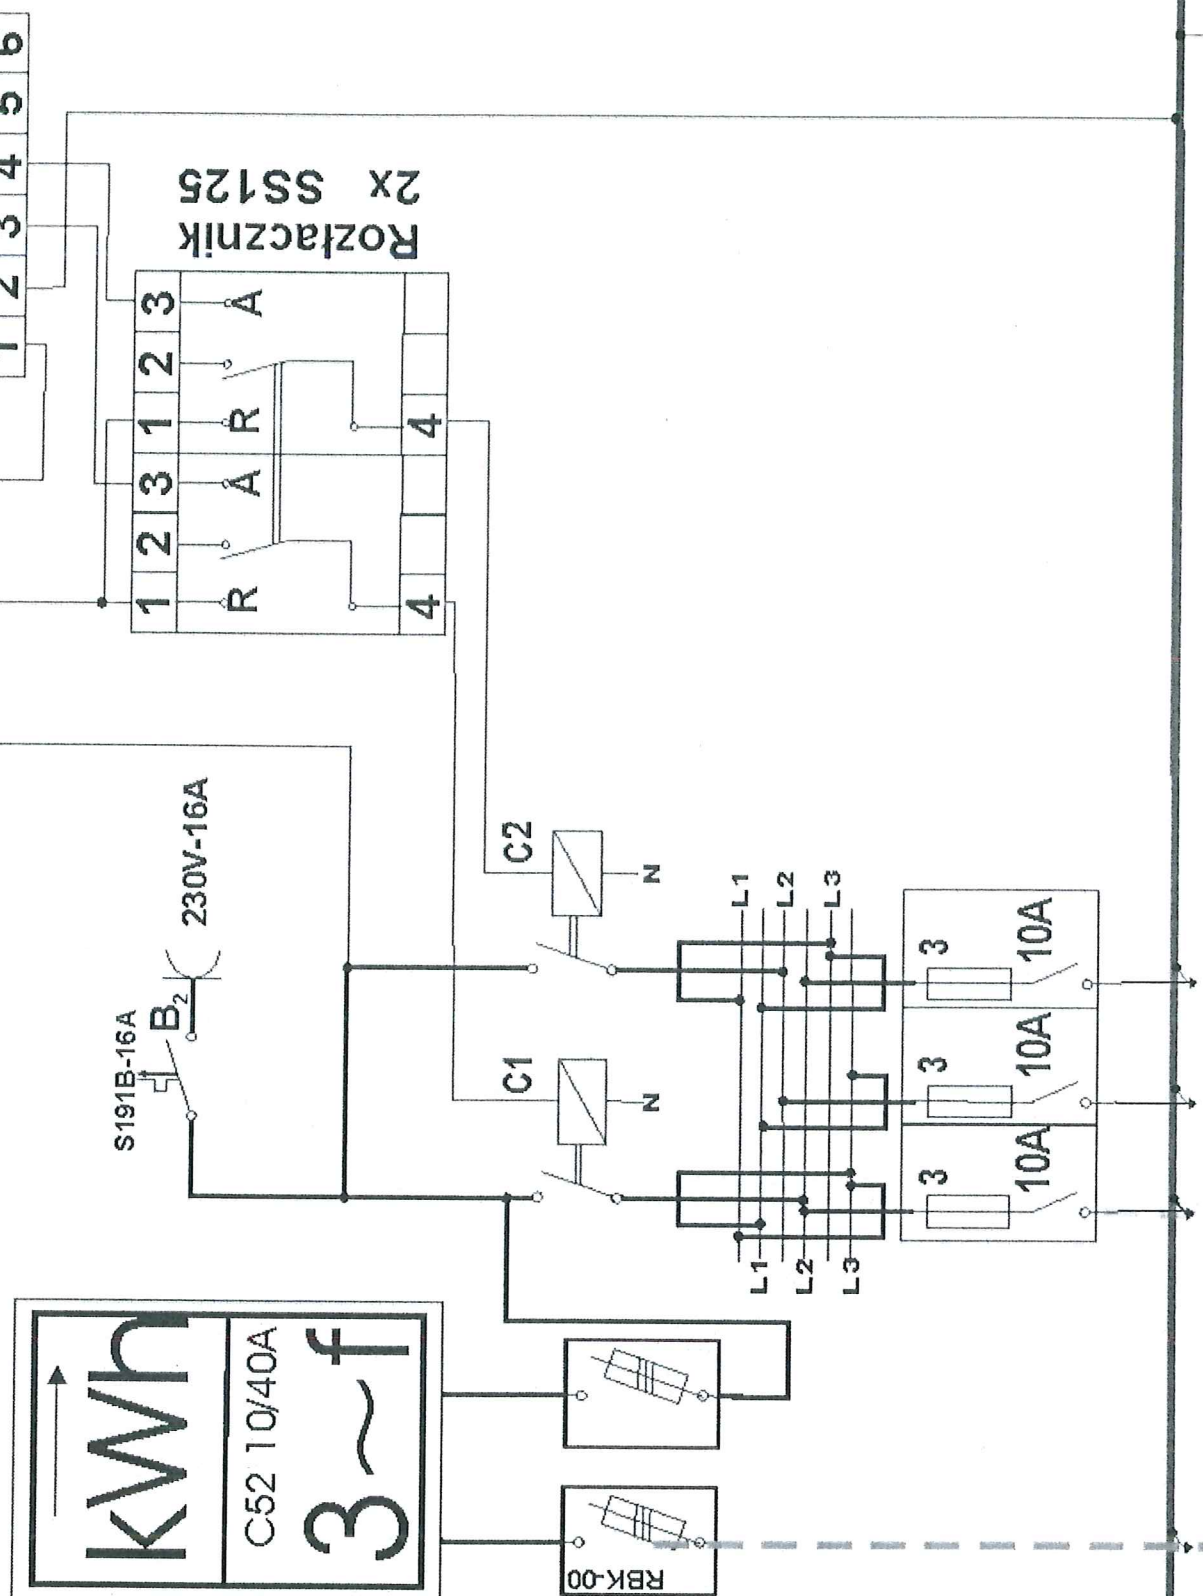 1 2 3 4 5 6
Rozłacznik
2x SS125
1 2 3 1 2 3
R A R A
4 4
S191B-16A
B2
230V-16A
C1
C2
N
N
L1
L2
L3
L1
L2
L3
3 3 3
10A 10A 10A
kWh
C52 10/40A
3~f
RBK-00